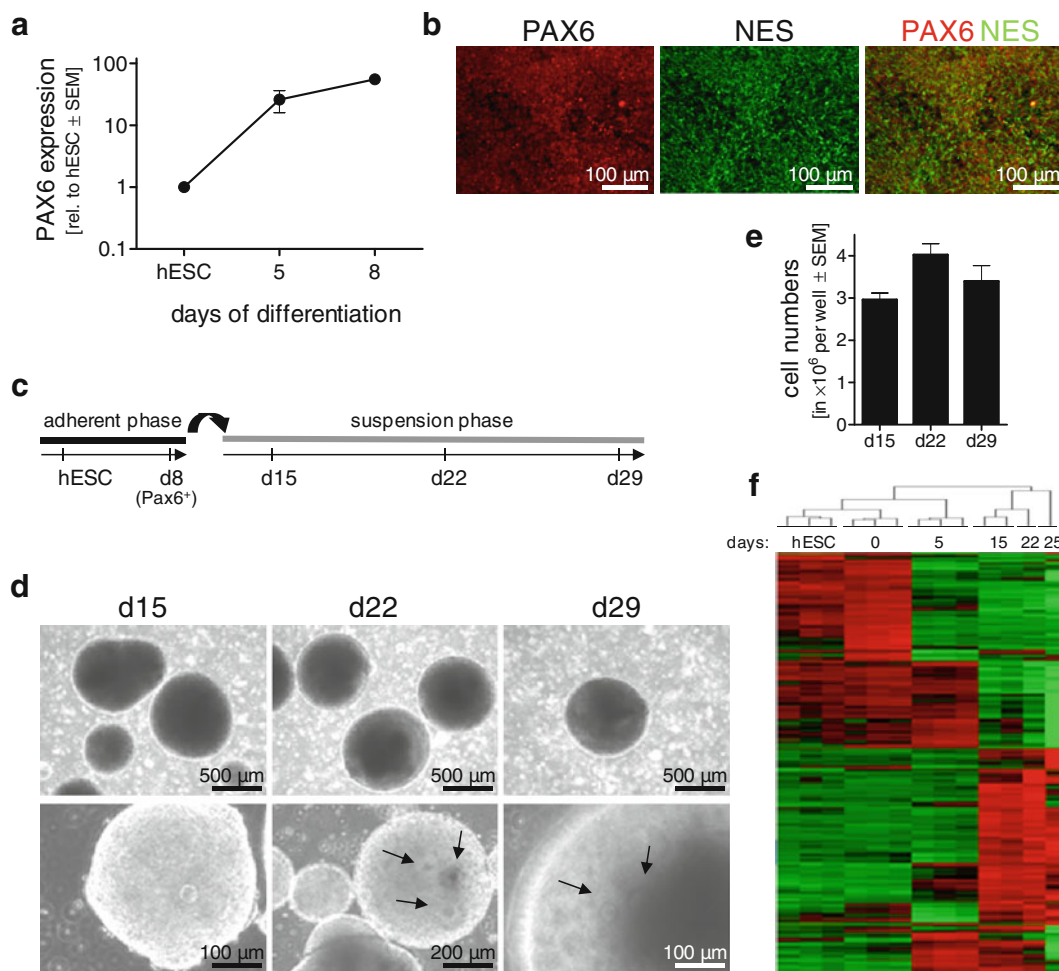 a
PAX6 expression
[rel. to hESC ± SEM]
100
10
1
0.1
hESC
5
8
days of differentiation
b
PAX6
NES
PAX6 NES
100 µm
100 µm
100 µm
c
adherent phase
suspension phase
hESC
d8
(Pax6⁺)
d15
d22
d29
d
d15
d22
d29
500 µm
500 µm
500 µm
100 µm
200 µm
100 µm
e
cell numbers
[in ×10⁶ per well ± SEM]
4
3
2
1
0
d15
d22
d29
f
days:
hESC
0
5
15
22
25